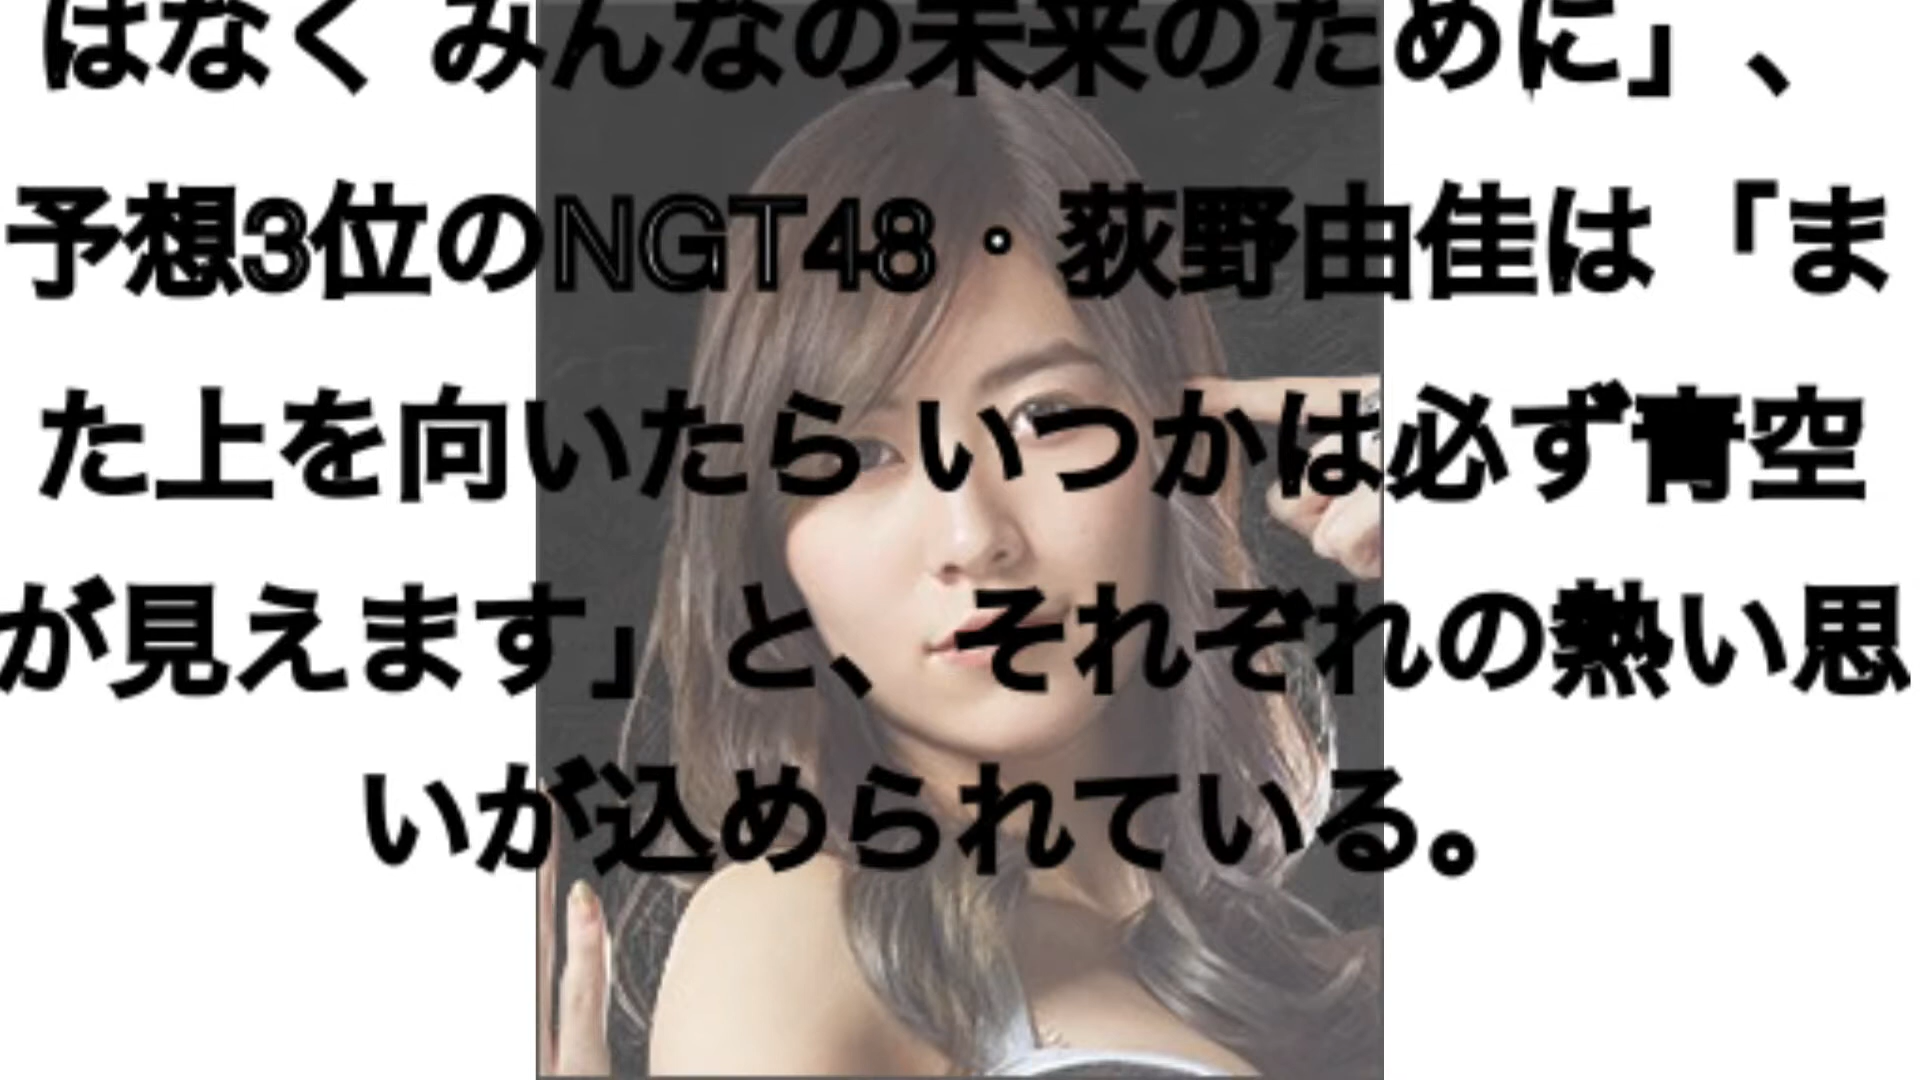 はなく みんなの未来のために」、
予想3位のNGT48・荻野由佳は「ま
た上を向いたら いつかは必ず青空
が見えます」と、それぞれの熱い思
いが込められている。